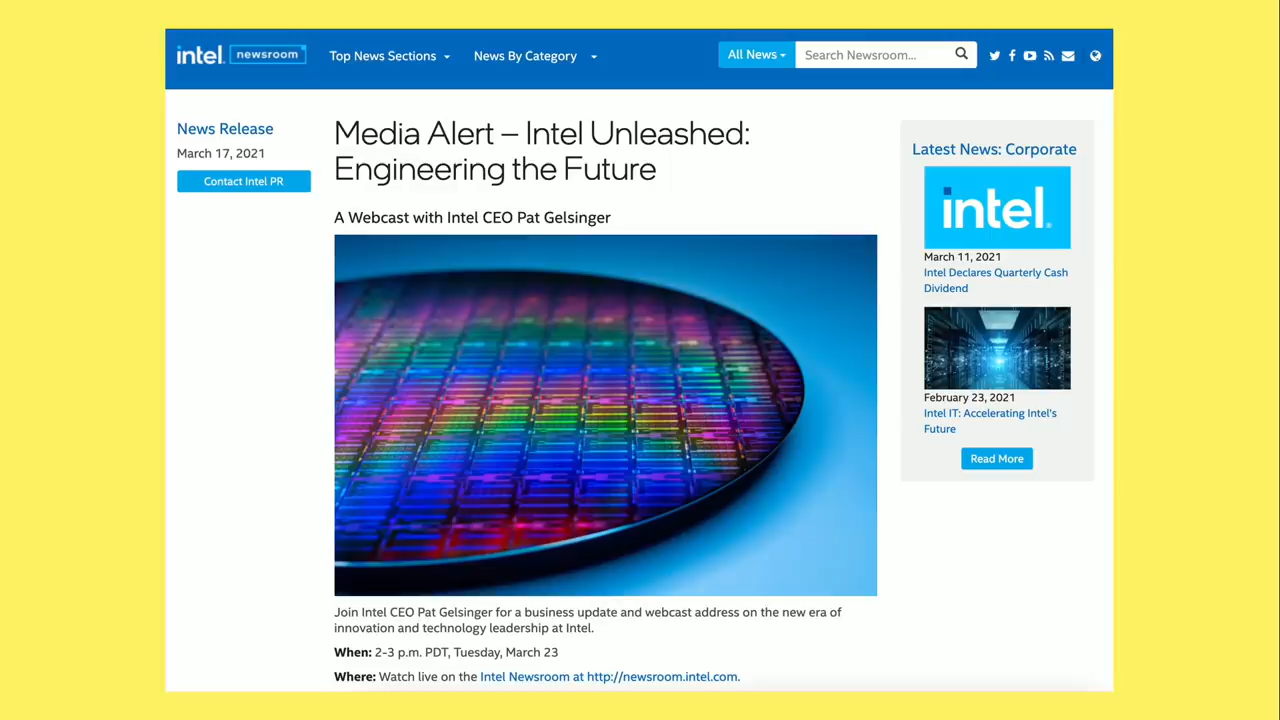 intel. newsroom
Top News Sections
News By Category
All News
Search Newsroom...
News Release
March 17, 2021
Contact Intel PR
Media Alert – Intel Unleashed:
Engineering the Future
A Webcast with Intel CEO Pat Gelsinger
Join Intel CEO Pat Gelsinger for a business update and webcast address on the new era of
innovation and technology leadership at Intel.
When: 2-3 p.m. PDT, Tuesday, March 23
Where: Watch live on the Intel Newsroom at http://newsroom.intel.com.
Latest News: Corporate
intel.
March 11, 2021
Intel Declares Quarterly Cash
Dividend
February 23, 2021
Intel IT: Accelerating Intel's
Future
Read More